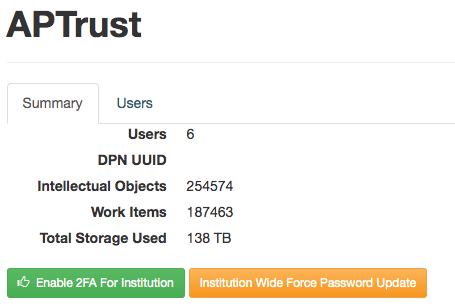 APTrust
Summary Users
Users 6
DPN UUID
Intellectual Objects 254574
Work Items 187463
Total Storage Used 138 TB
Enable 2FA For Institution Institution Wide Force Password Update